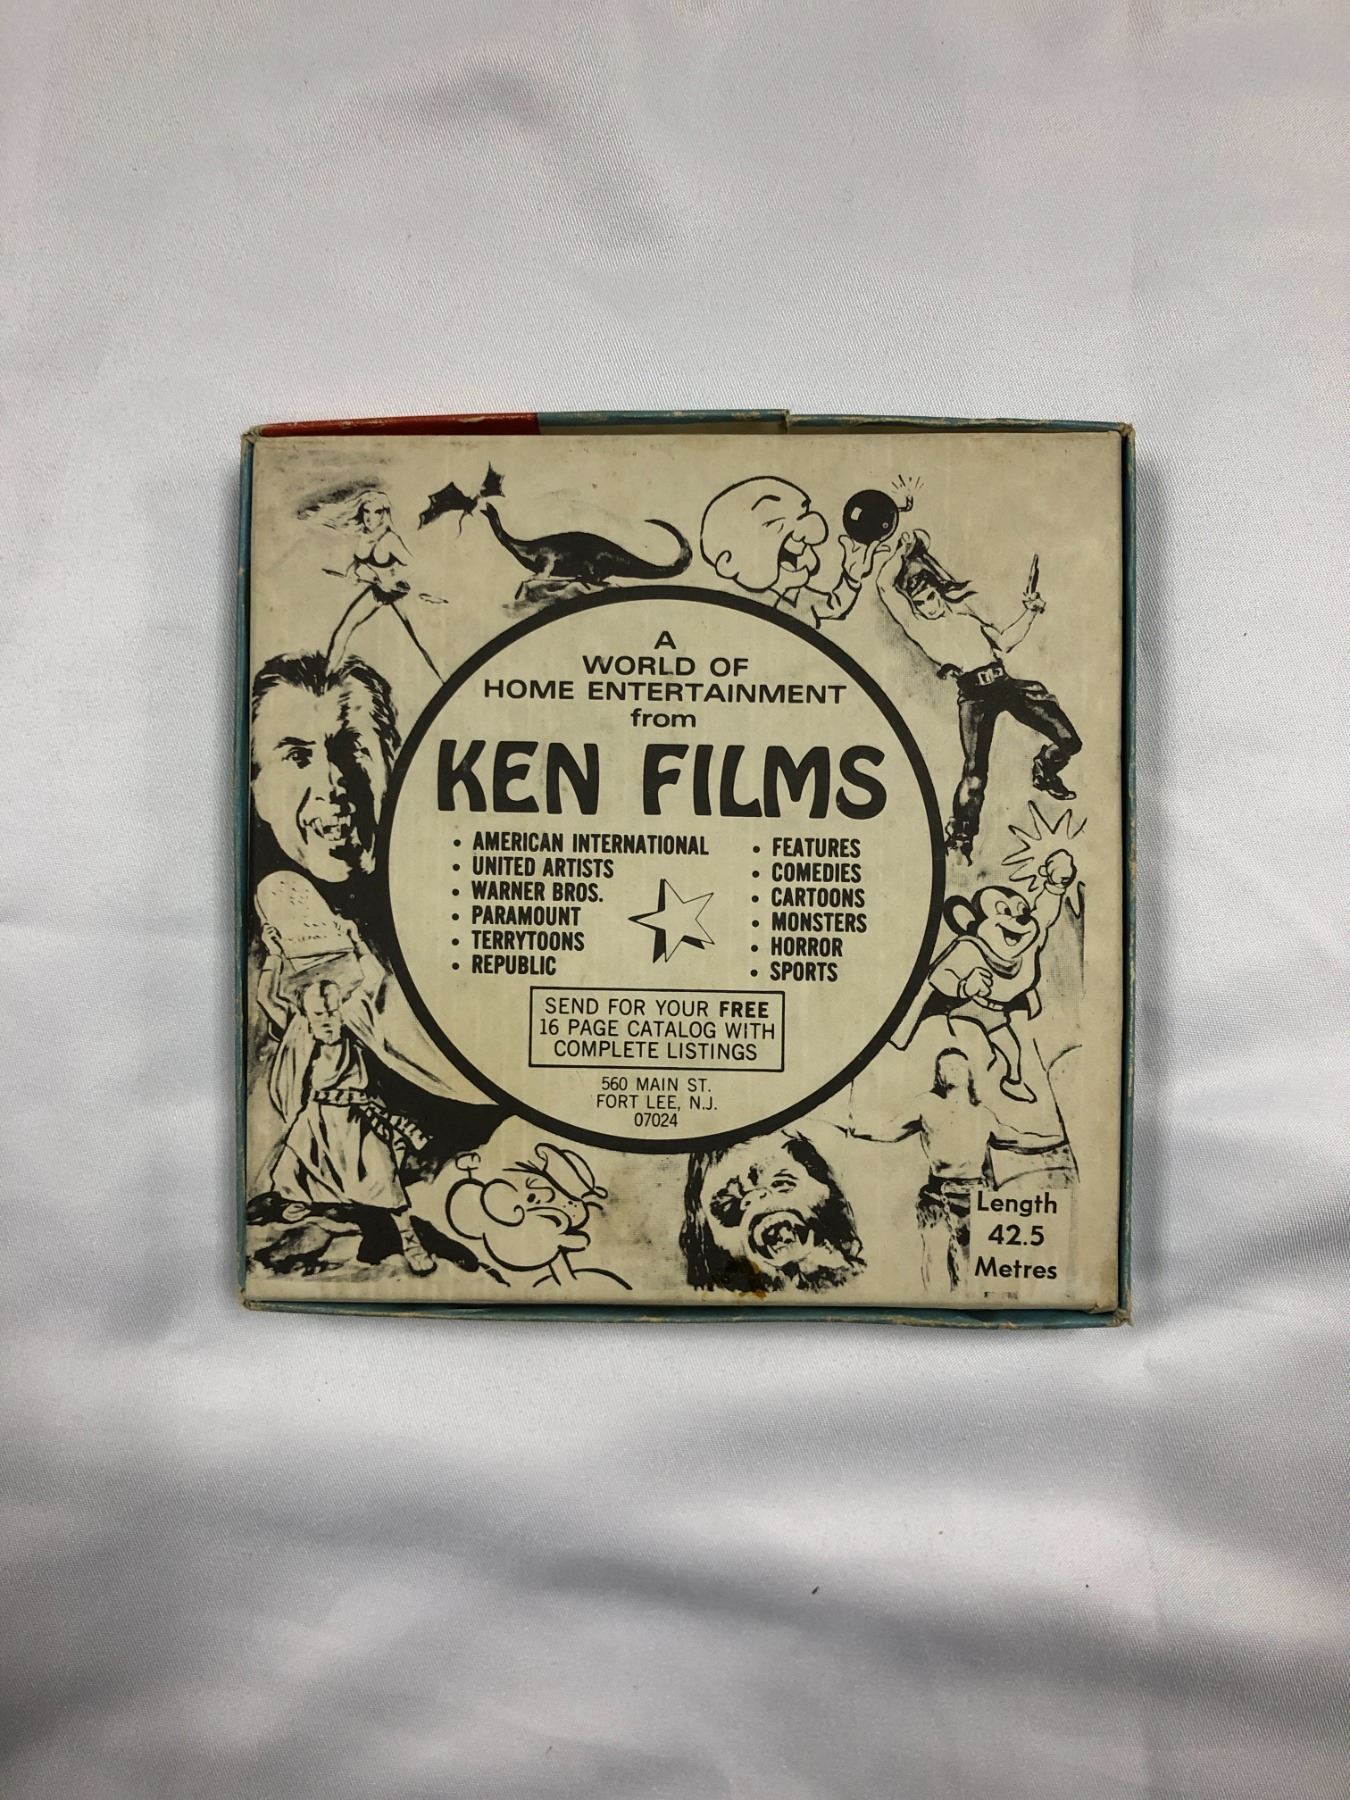 A
WORLD OF
HOME ENTERTAINMENT
from
KEN FILMS
• AMERICAN INTERNATIONAL
• UNITED ARTISTS
• WARNER BROS.
• PARAMOUNT
• TERRYTOONS
• REPUBLIC
• FEATURES
• COMEDIES
• CARTOONS
• MONSTERS
• HORROR
• SPORTS
SEND FOR YOUR FREE
16 PAGE CATALOG WITH
COMPLETE LISTINGS
560 MAIN ST.
FORT LEE, N.J.
07024
Length
42.5
Metres